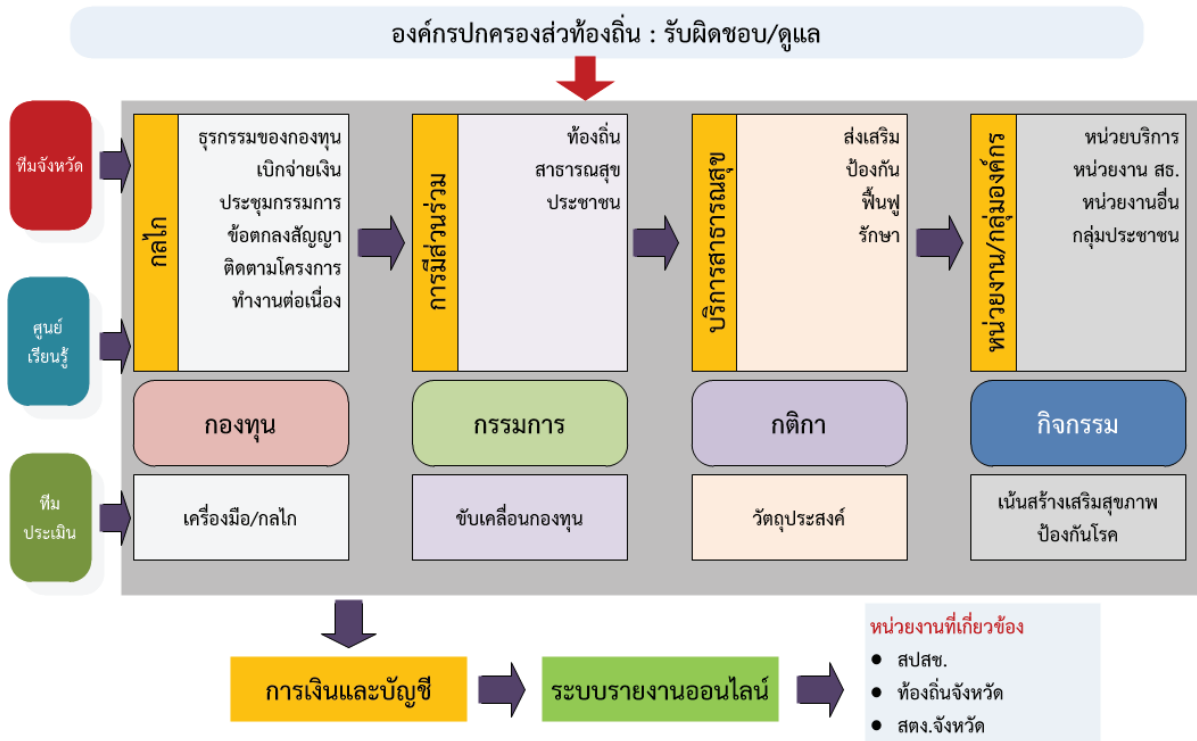 องค์กรปกครองส่วท้องถิ่น : รับผิดชอบ/ดูแล
ทีมจังหวัด
ศูนย์
เรียนรู้
ทีม
ประเมิน
กลไก
ธุรกรรมของกองทุน
เบิกจ่ายเงิน
ประชุมกรรมการ
ข้อตกลงสัญญา
ติดตามโครงการ
ทำงานต่อเนื่อง
การมีส่วนร่วม
ท้องถิ่น
สาธารณสุข
ประชาชน
บริการสาธารณสุข
ส่งเสริม
ป้องกัน
ฟื้นฟู
รักษา
หน่วยงาน/กลุ่มองค์กร
หน่วยบริการ
หน่วยงาน สธ.
หน่วยงานอื่น
กลุ่มประชาชน
กองทุน
กรรมการ
กติกา
กิจกรรม
เครื่องมือ/กลไก
ขับเคลื่อนกองทุน
วัตถุประสงค์
เน้นสร้างเสริมสุขภาพ
ป้องกันโรค
การเงินและบัญชี
ระบบรายงานออนไลน์
หน่วยงานที่เกี่ยวข้อง
● สปสช.
● ท้องถิ่นจังหวัด
● สตง.จังหวัด